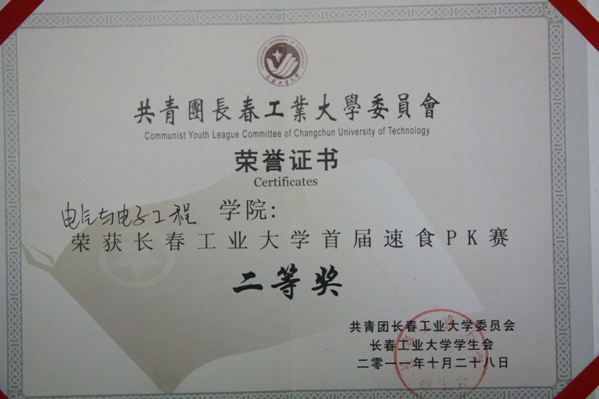 共青團長春工業大學委員會
Communist Youth League Committee of Changchun University of Technology
荣誉证书
Certificates
电气与电子工程 学院:
荣获长春工业大学首届速食PK赛
二等奖
共青团长春工业大学委员会
长春工业大学学生会
二零一一年十月二十八日